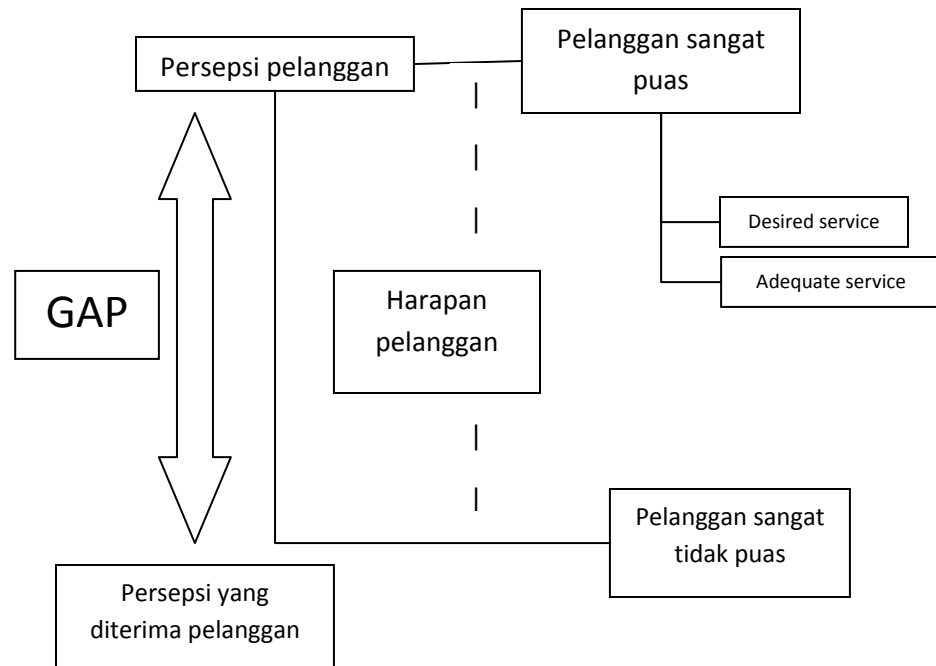 Persepsi pelanggan
Pelanggan sangat
puas
Desired service
Adequate service
GAP
Harapan
pelanggan
Pelanggan sangat
tidak puas
Persepsi yang
diterima pelanggan